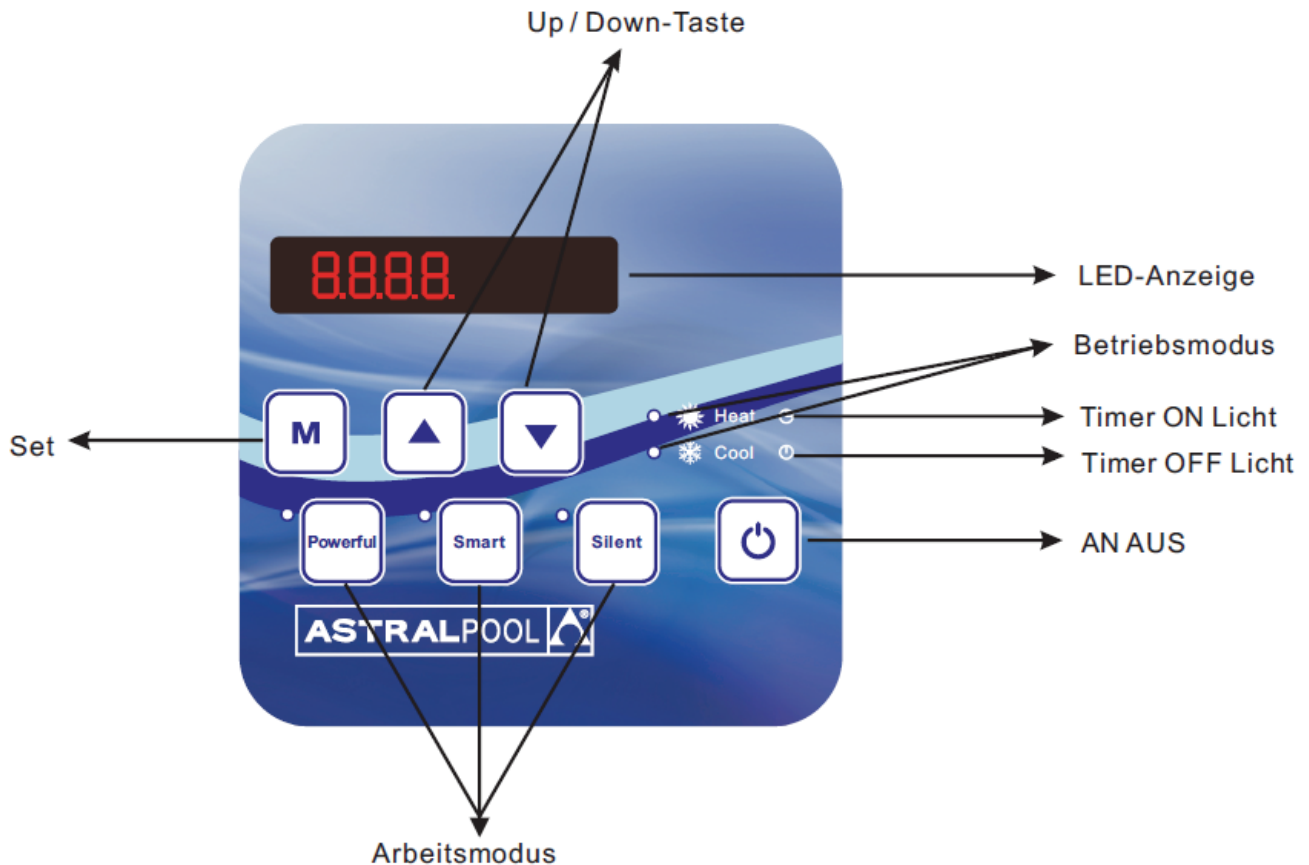 Up / Down-Taste
8.8.8.8.
LED-Anzeige
Betriebsmodus
M
Heat
Timer ON Licht
Set
Cool
Timer OFF Licht
Powerful
Smart
Silent
AN AUS
ASTRALPOOL ®
Arbeitsmodus